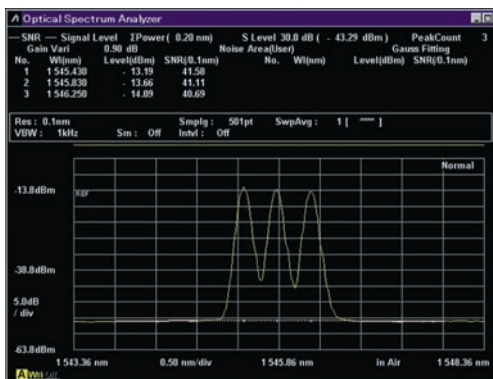 Optical Spectrum Analyzer
SNR — Signal Level ΣPower( 0.20 nm) S Level 30.0 dB ( - 43.29 dBm ) PeakCount 3
Gain Vari 0.90 dB Noise Area(User) Gauss Fitting
No. Wl(nm) Level(dBm) SNR(/0.1nm) No. Wl(nm) Level(dBm) SNR(/0.1nm)
1 1 545.430 - 13.19 41.58
2 1 545.830 - 13.66 41.11
3 1 546.250 - 14.09 40.69
Res : 0.1nm Smplg : 501pt SwpAvg : 1 [ ---- ]
VBW : 1kHz Sm : Off Intvl : Off
Normal
-13.8dBm REF
-38.8dBm
5.0dB
/ div
-63.8dBm
1 543.36 nm 0.50 nm/div 1 545.86 nm in Air 1 548.36 nm
A Wri Off